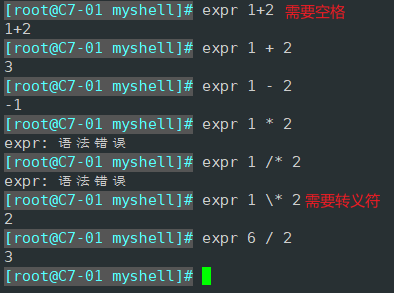 [root@C7-01 myshell]# expr 1+2 需要空格
1+2
[root@C7-01 myshell]# expr 1 + 2
3
[root@C7-01 myshell]# expr 1 - 2
-1
[root@C7-01 myshell]# expr 1 * 2
expr: 语法错误
[root@C7-01 myshell]# expr 1 /* 2
expr: 语法错误
[root@C7-01 myshell]# expr 1 \* 2需要转义符
2
[root@C7-01 myshell]# expr 6 / 2
3
[root@C7-01 myshell]#